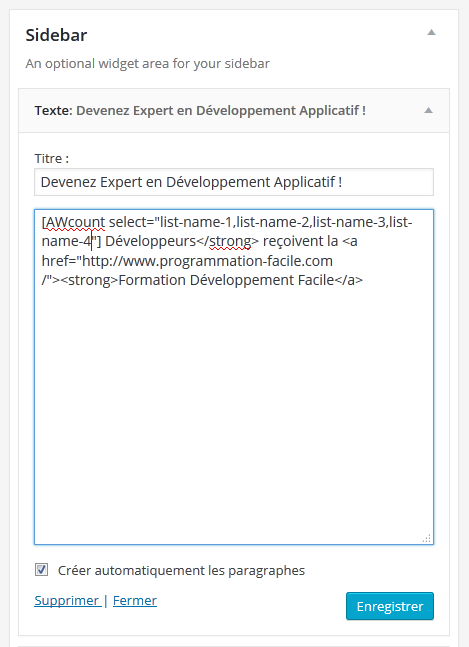 Sidebar
An optional widget area for your sidebar
Texte: Devenez Expert en Développement Applicatif !
Titre :
Devenez Expert en Développement Applicatif !
[AWcount select="list-name-1,list-name-2,list-name-3,list-
name-4"] Développeurs</strong> reçoivent la <a
href="http://www.programmation-facile.com
/"><strong>Formation Développement Facile</a>
Créer automatiquement les paragraphes
Supprimer | Fermer
Enregistrer